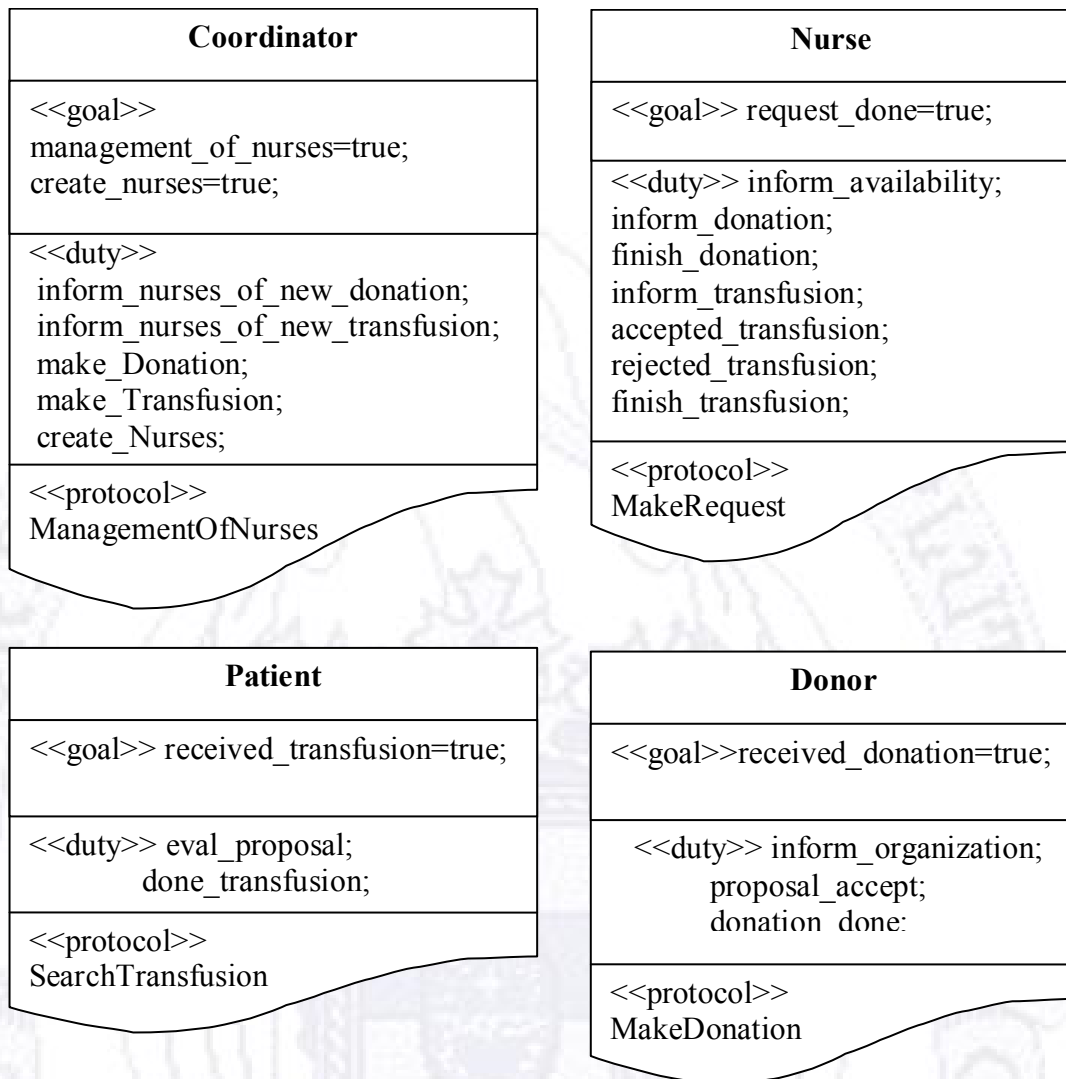 Coordinator
<<goal>>
management_of_nurses=true;
create_nurses=true;
<<duty>>
inform_nurses_of_new_donation;
inform_nurses_of_new_transfusion;
make_Donation;
make_Transfusion;
create_Nurses;
<<protocol>>
ManagementOfNurses
Nurse
<<goal>> request_done=true;
<<duty>> inform_availability;
inform_donation;
finish_donation;
inform_transfusion;
accepted_transfusion;
rejected_transfusion;
finish_transfusion;
<<protocol>>
MakeRequest
Patient
<<goal>> received_transfusion=true;
<<duty>> eval_proposal;
done_transfusion;
<<protocol>>
SearchTransfusion
Donor
<<goal>>received_donation=true;
<<duty>> inform_organization;
proposal_accept;
donation_done;
<<protocol>>
MakeDonation